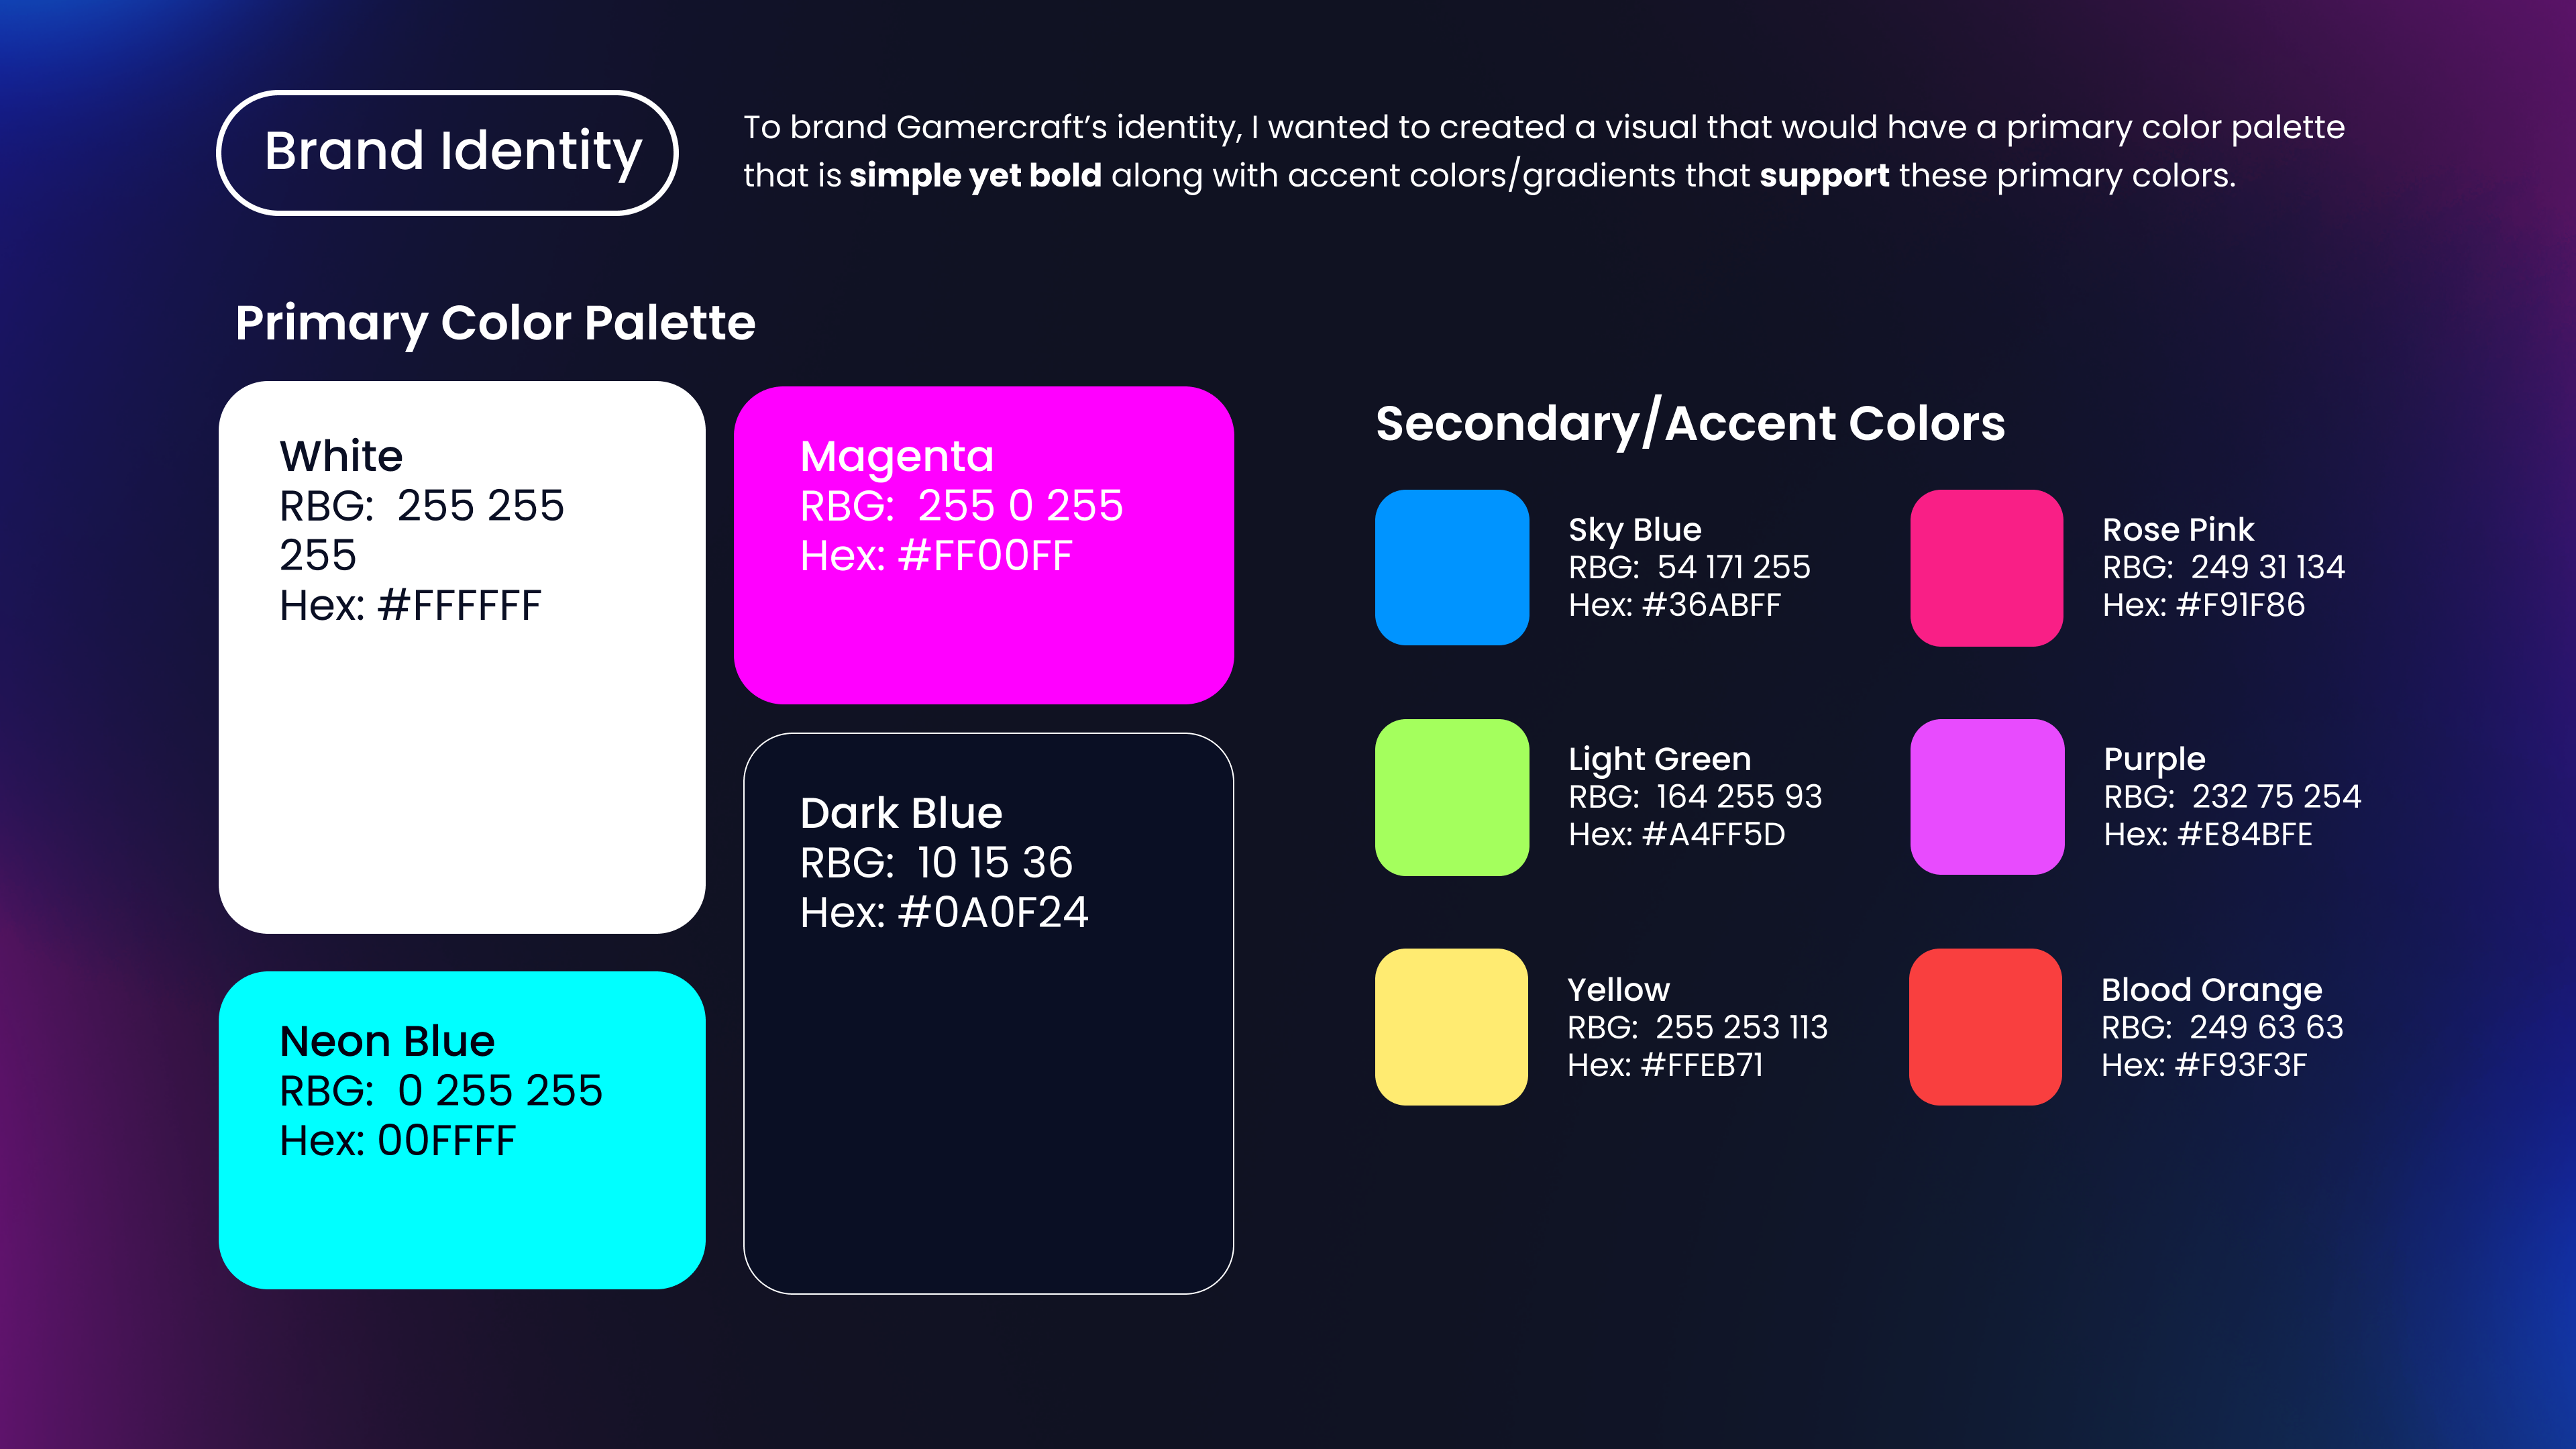 Brand Identity
To brand Gamercraft’s identity, I wanted to created a visual that would have a primary color palette
that is simple yet bold along with accent colors/gradients that support these primary colors.
Primary Color Palette
White
RBG:  255 255
255
Hex: #FFFFFF
Magenta
RBG:  255 0 255
Hex: #FF00FF
Neon Blue
RBG:  0 255 255
Hex: 00FFFF
Dark Blue
RBG:  10 15 36
Hex: #0A0F24
Secondary/Accent Colors
Sky Blue
RBG:  54 171 255
Hex: #36ABFF
Rose Pink
RBG:  249 31 134
Hex: #F91F86
Light Green
RBG:  164 255 93
Hex: #A4FF5D
Purple
RBG:  232 75 254
Hex: #E84BFE
Yellow
RBG:  255 253 113
Hex: #FFEB71
Blood Orange
RBG:  249 63 63
Hex: #F93F3F